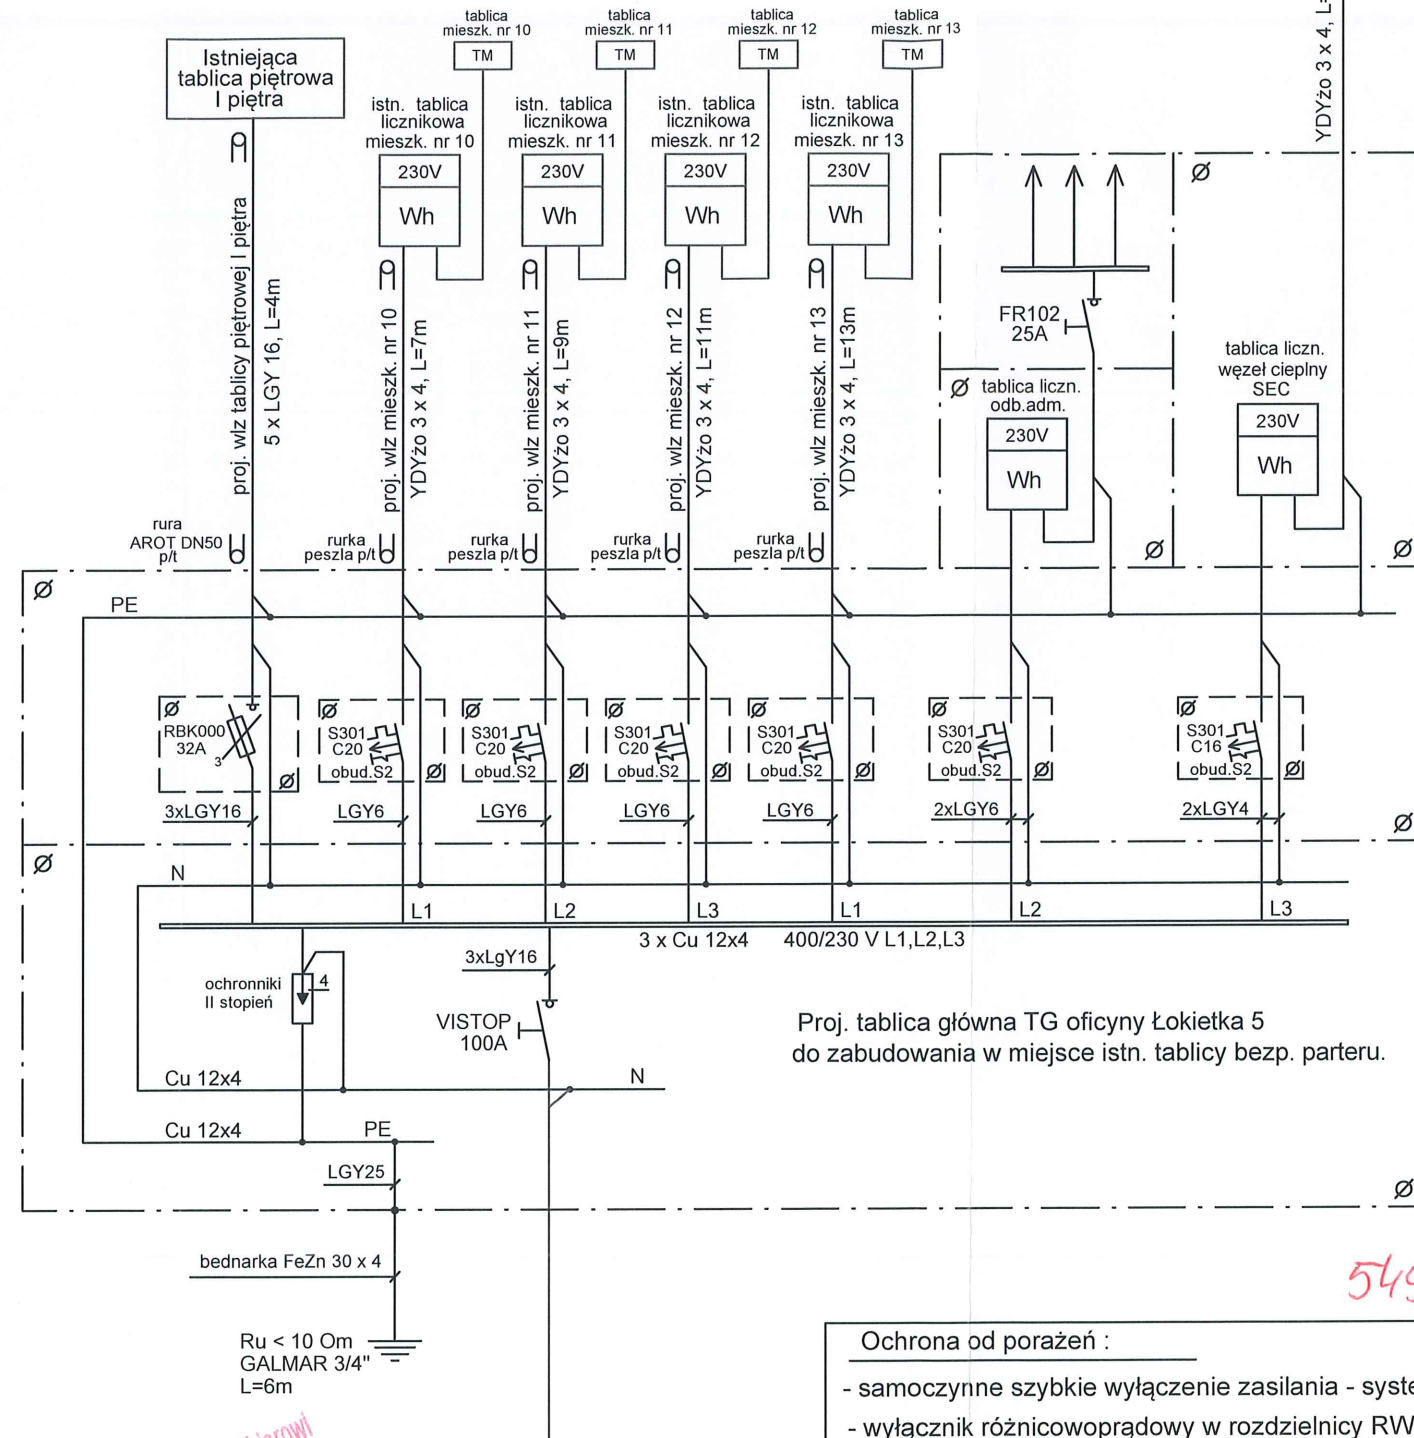 tablica
mieszk. nr 10
TM
tablica
mieszk. nr 11
TM
tablica
mieszk. nr 12
TM
tablica
mieszk. nr 13
TM
Istniejąca
tablica piętrowa
I piętra
istn. tablica
licznikowa
mieszk. nr 10
230V
Wh
istn. tablica
licznikowa
mieszk. nr 11
230V
Wh
istn. tablica
licznikowa
mieszk. nr 12
230V
Wh
istn. tablica
licznikowa
mieszk. nr 13
230V
Wh
YDYżo 3 x 4, L=
proj. wlz tablicy piętrowej I piętra
5 x LGY 16, L=4m
proj. wlz mieszk. nr 10
YDYżo 3 x 4, L=7m
proj. wlz mieszk. nr 11
YDYżo 3 x 4, L=9m
proj. wlz mieszk. nr 12
YDYżo 3 x 4, L=11m
proj. wlz mieszk. nr 13
YDYżo 3 x 4, L=13m
FR102
25A
tablica liczn.
odb.adm.
230V
Wh
tablica liczn.
węzeł cieplny
SEC
230V
Wh
rura
AROT DN50
p/t
rurka
peszla p/t
rurka
peszla p/t
rurka
peszla p/t
rurka
peszla p/t
PE
RBK000
32A
3
S301
C20
obud.S2
S301
C20
obud.S2
S301
C20
obud.S2
S301
C20
obud.S2
S301
C20
obud.S2
S301
C16
obud.S2
3xLGY16
LGY6
LGY6
LGY6
LGY6
2xLGY6
2xLGY4
N
L1
L2
L3
L1
L2
L3
3 x Cu 12x4
400/230 V L1,L2,L3
3xLgY16
ochronniki
II stopień
4
VISTOP
100A
Proj. tablica główna TG oficyny Łokietka 5
do zabudowania w miejsce istn. tablicy bezp. parteru.
Cu 12x4
N
Cu 12x4
PE
LGY25
bednarka FeZn 30 x 4
Ru < 10 Om
GALMAR 3/4"
L=6m
Ochrona od porażeń :
- samoczynne szybkie wyłączenie zasilania - syste
- wyłącznik różnicowoprądowy w rozdzielnicy RW